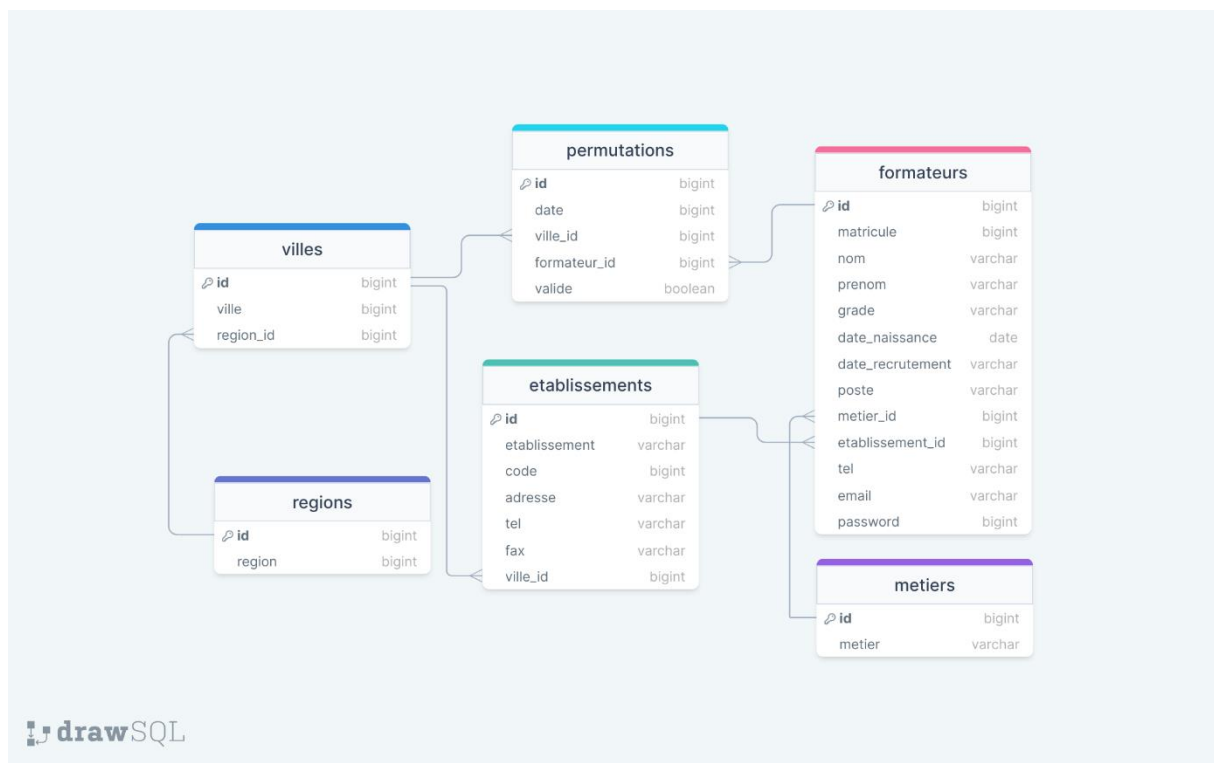 permutations
id bigint
date bigint
ville_id bigint
formateur_id bigint
valide boolean
formateurs
id bigint
matricule bigint
nom varchar
prenom varchar
grade varchar
date_naissance date
date_recrutement varchar
poste varchar
metier_id bigint
etablissement_id bigint
tel varchar
email varchar
password bigint
villes
id bigint
ville bigint
region_id bigint
etablissements
id bigint
etablissement varchar
code bigint
adresse varchar
tel varchar
fax varchar
ville_id bigint
regions
id bigint
region bigint
metiers
id bigint
metier varchar
drawSQL